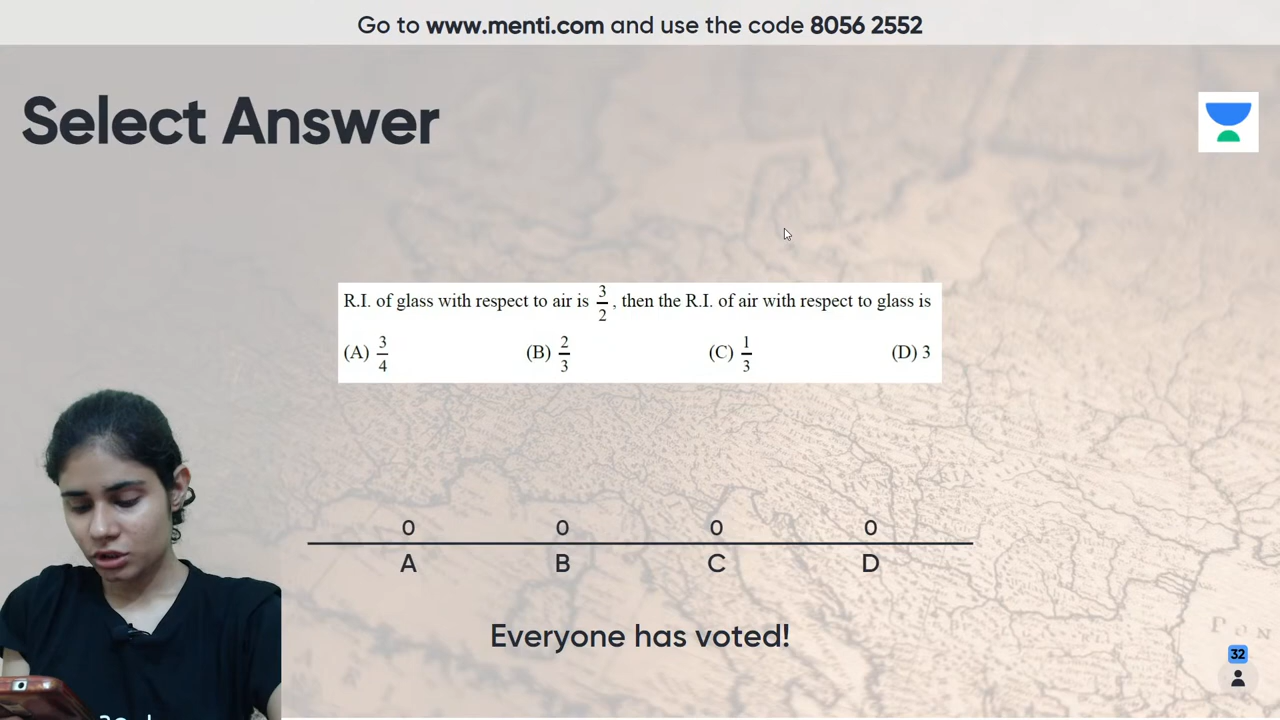 Go to www.menti.com and use the code 8056 2552
Select Answer
R.I. of glass with respect to air is 3/2, then the R.I. of air with respect to glass is
(A) 3/4 (B) 2/3 (C) 1/3 (D) 3
0 0 0 0
A B C D
Everyone has voted!
32